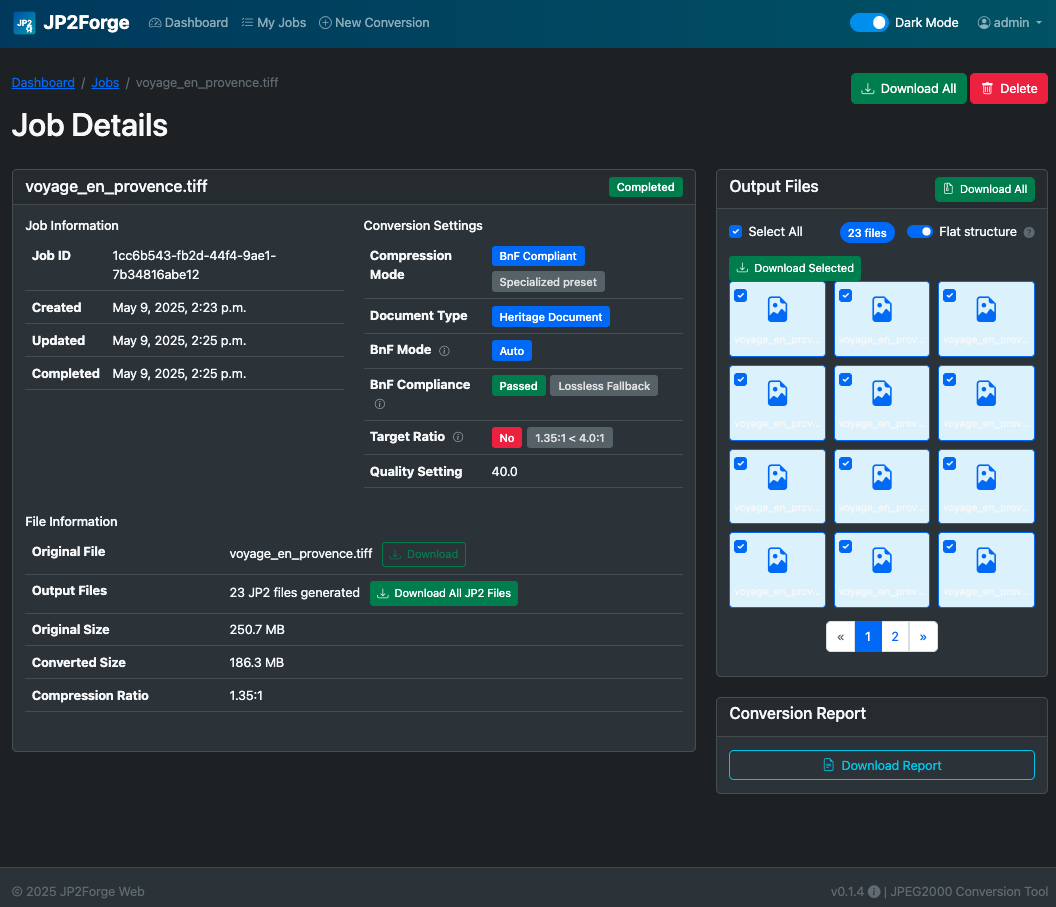 JP2 JP2Forge Dashboard My Jobs New Conversion Dark Mode admin
Dashboard / Jobs / voyage_en_provence.tiff
Download All Delete
Job Details
voyage_en_provence.tiff Completed
Job Information
Job ID 1cc6b543-fb2d-44f4-9ae1-
7b34816abe12
Created May 9, 2025, 2:23 p.m.
Updated May 9, 2025, 2:25 p.m.
Completed May 9, 2025, 2:25 p.m.
Conversion Settings
Compression
Mode
BnF Compliant
Specialized preset
Document Type Heritage Document
BnF Mode Auto
BnF Compliance Passed Lossless Fallback
Target Ratio No 1.35:1 < 4.0:1
Quality Setting 40.0
File Information
Original File voyage_en_provence.tiff Download
Output Files 23 JP2 files generated Download All JP2 Files
Original Size 250.7 MB
Converted Size 186.3 MB
Compression Ratio 1.35:1
Output Files Download All
Select All 23 files Flat structure ?
Download Selected
voyage_en_prov... voyage_en_prov... voyage_en_prov...
voyage_en_prov... voyage_en_prov... voyage_en_prov...
voyage_en_prov... voyage_en_prov... voyage_en_prov...
voyage_en_prov... voyage_en_prov... voyage_en_prov...
« 1 2 »
Conversion Report
Download Report
© 2025 JP2Forge Web
v0.1.4 | JPEG2000 Conversion Tool